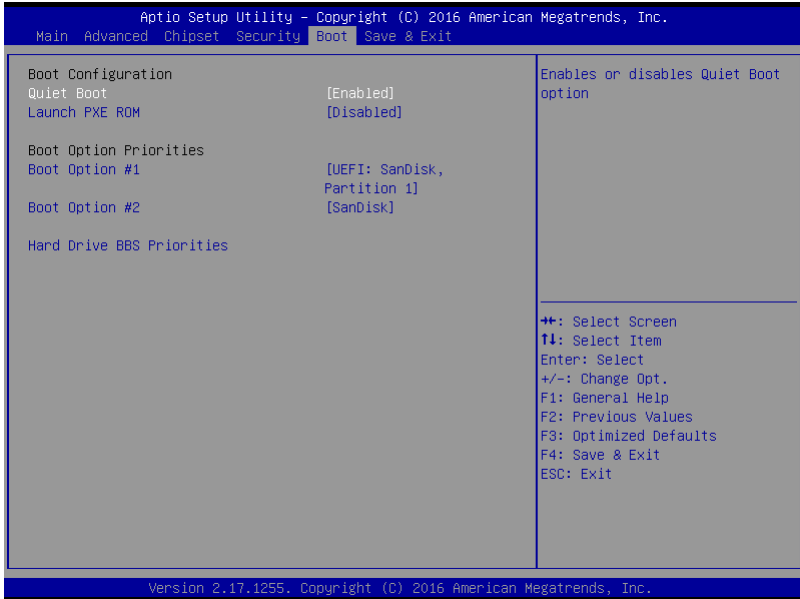 Aptio Setup Utility – Copyright (C) 2016 American Megatrends, Inc.
Main Advanced Chipset Security Boot Save & Exit
Boot Configuration
Quiet Boot [Enabled]
Launch PXE ROM [Disabled]
Boot Option Priorities
Boot Option #1 [UEFI: SanDisk,
Partition 1]
Boot Option #2 [SanDisk]
Hard Drive BBS Priorities
Enables or disables Quiet Boot
option
→←: Select Screen
↑↓: Select Item
Enter: Select
+/-: Change Opt.
F1: General Help
F2: Previous Values
F3: Optimized Defaults
F4: Save & Exit
ESC: Exit
Version 2.17.1255. Copyright (C) 2016 American Megatrends, Inc.